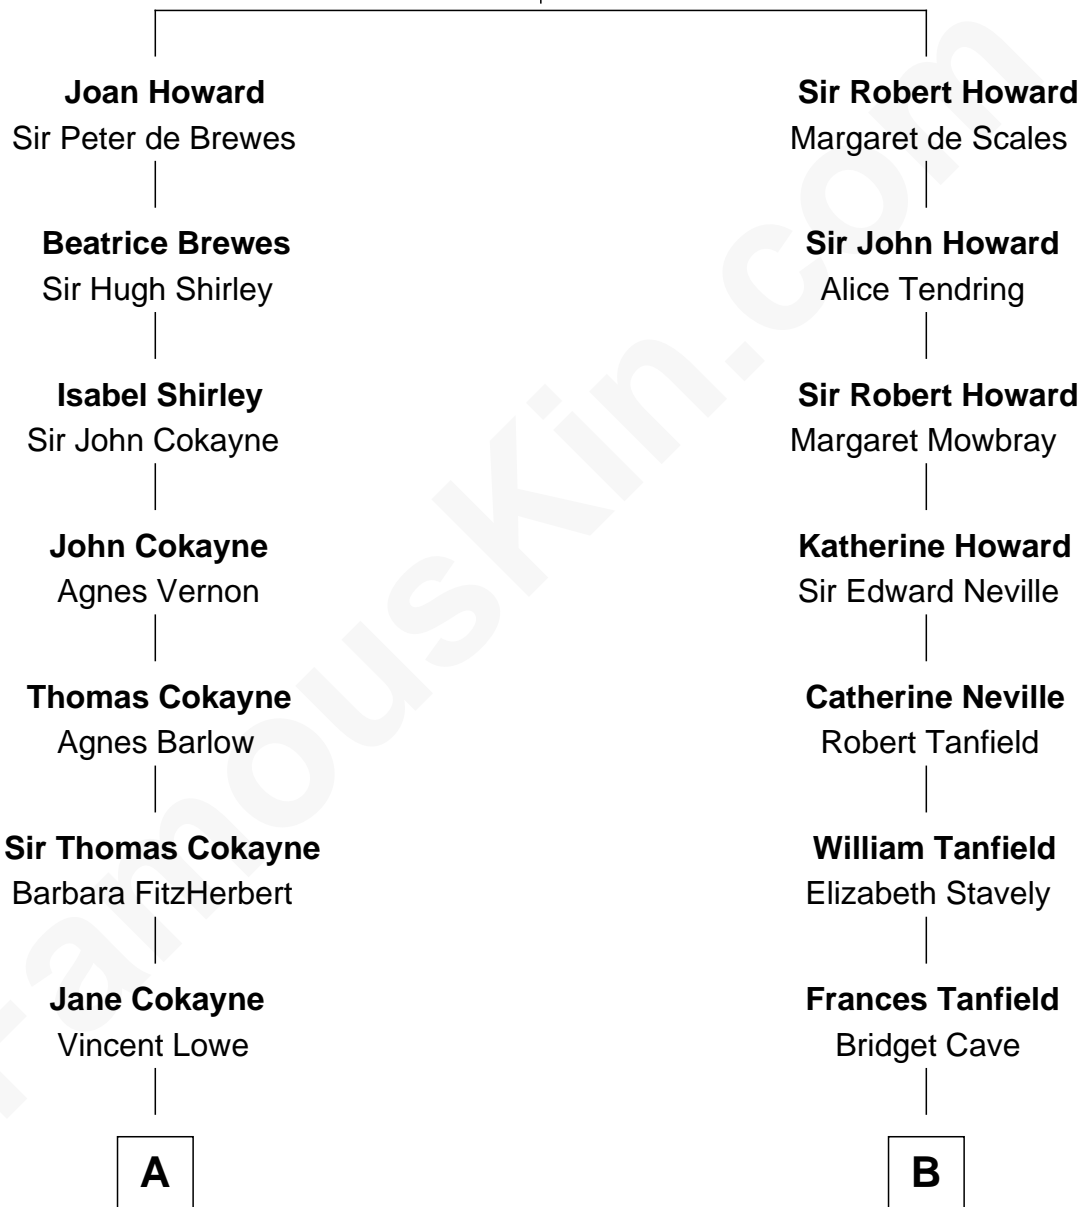 Joan Howard
Sir Peter de Brewes
Sir Robert Howard
Margaret de Scales
Beatrice Brewes
Sir Hugh Shirley
Sir John Howard
Alice Tendring
Isabel Shirley
Sir John Cokayne
Sir Robert Howard
Margaret Mowbray
John Cokayne
Agnes Vernon
Katherine Howard
Sir Edward Neville
Thomas Cokayne
Agnes Barlow
Catherine Neville
Robert Tanfield
Sir Thomas Cokayne
Barbara FitzHerbert
William Tanfield
Elizabeth Stavely
Jane Cokayne
Vincent Lowe
Frances Tanfield
Bridget Cave
A
B
FamousKin.com